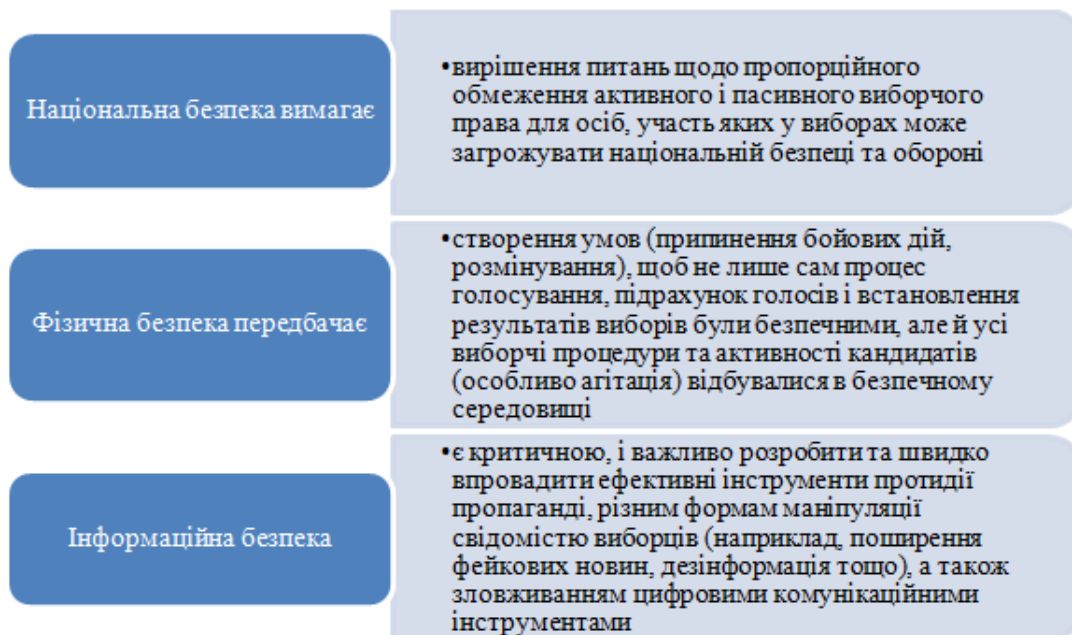 Національна безпека вимагає
•вирішення питань щодо пропорційного
обмеження активного і пасивного виборчого
права для осіб, участь яких у виборах може
загрожувати національній безпеці та обороні
Фізична безпека передбачає
•створення умов (припинення бойових дій,
розмінування), щоб не лише сам процес
голосування, підрахунок голосів і встановлення
результатів виборів були безпечними, але й усі
виборчі процедури та активності кандидатів
(особливо агітація) відбувалися в безпечному
середовищі
Інформаційна безпека
•є критичною, і важливо розробити та швидко
впровадити ефективні інструменти протидії
пропаганді, різним формам маніпуляції
свідомістю виборців (наприклад, поширення
фейкових новин, дезінформація тощо), а також
зловживанням цифровими комунікаційними
інструментами